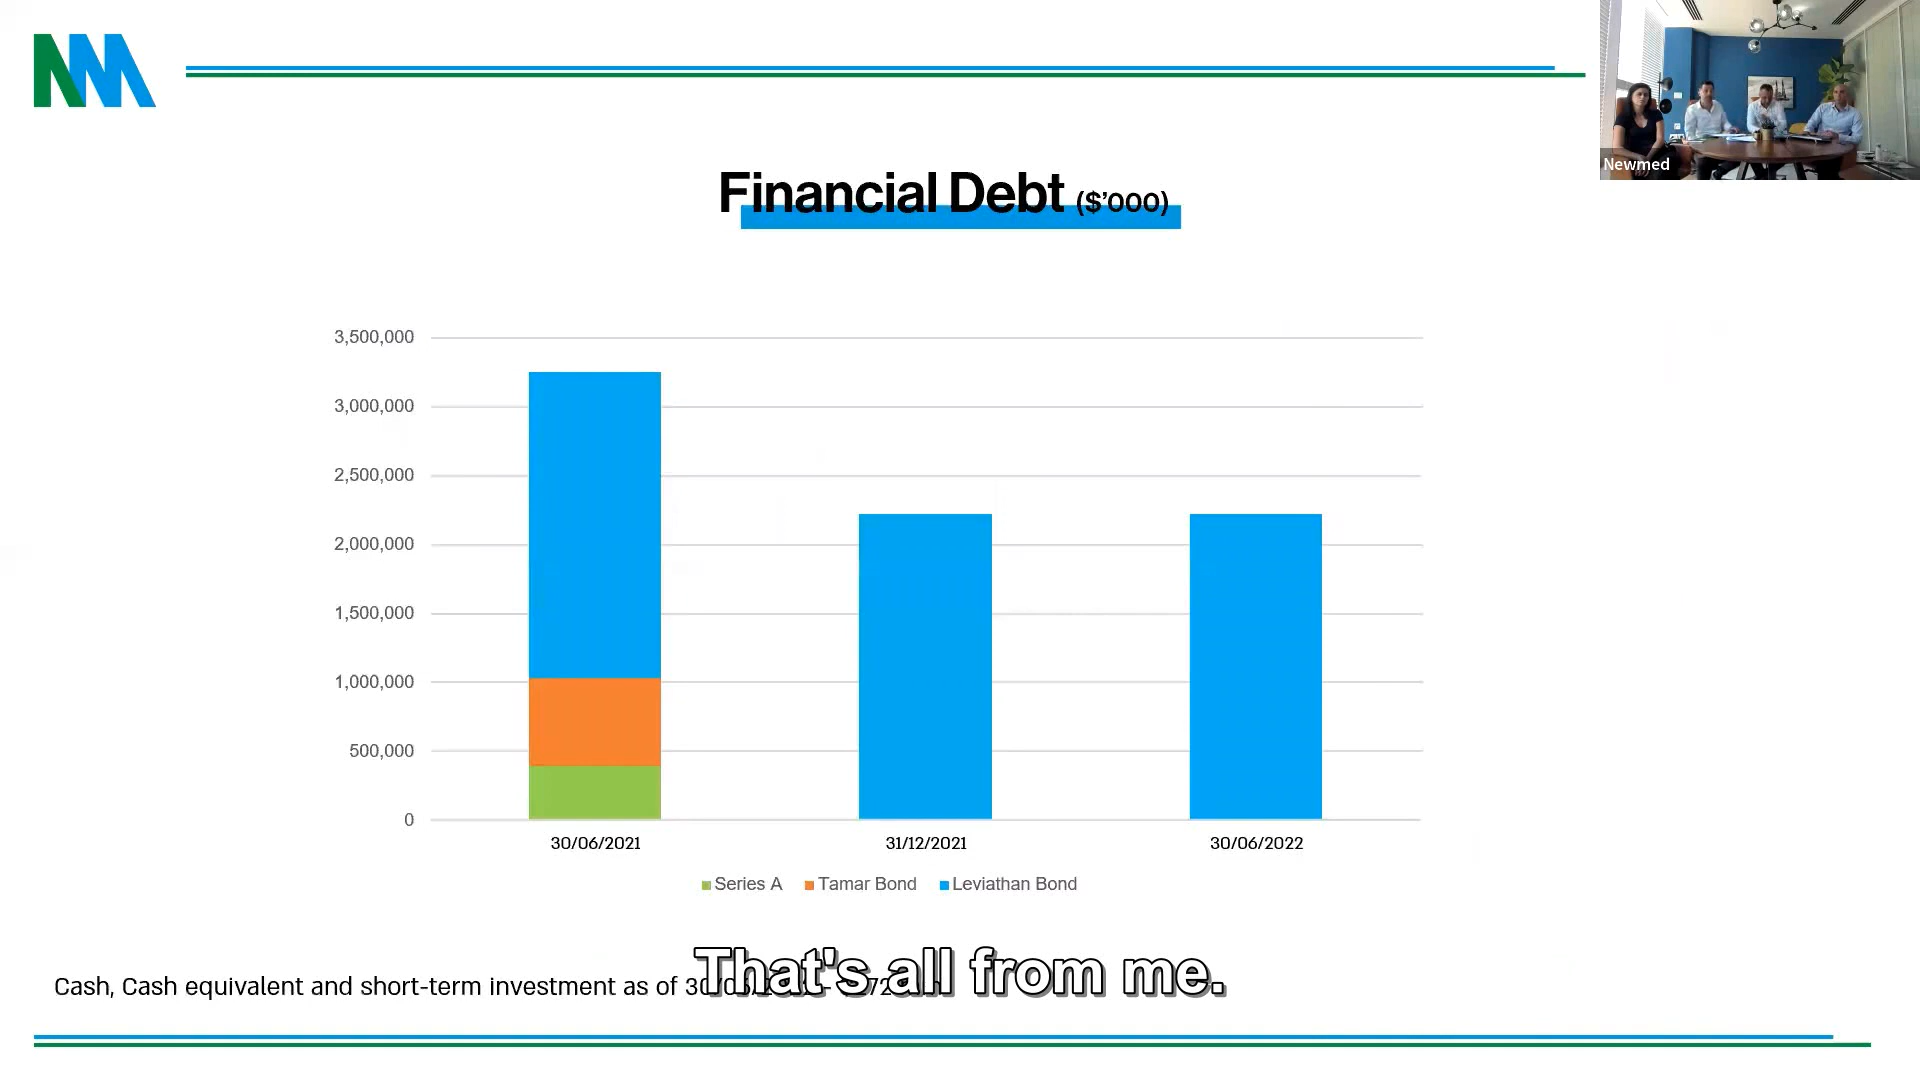 NM
Newmed
Financial Debt ($'000)
3,500,000
3,000,000
2,500,000
2,000,000
1,500,000
1,000,000
500,000
0
30/06/2021 31/12/2021 30/06/2022
Series A Tamar Bond Leviathan Bond
That's all from me.
Cash, Cash equivalent and short-term investment as of